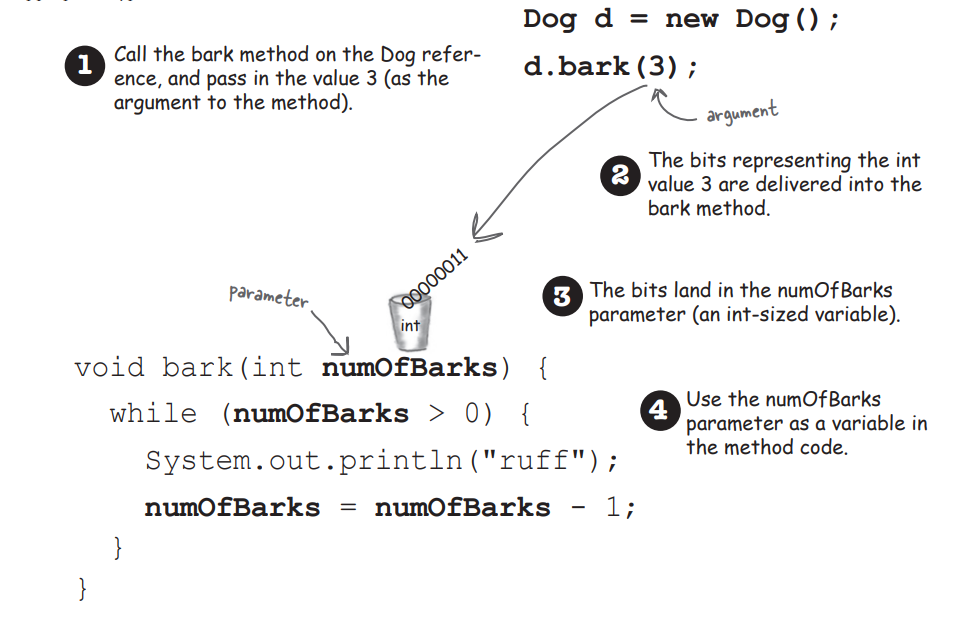 Dog d = new Dog();
d.bark(3);
argument
1
Call the bark method on the Dog refer-
ence, and pass in the value 3 (as the
argument to the method).
2
The bits representing the int
value 3 are delivered into the
bark method.
00000011
int
parameter
3
The bits land in the numOfBarks
parameter (an int-sized variable).
void bark(int numOfBarks) {
while (numOfBarks > 0) {
System.out.println("ruff");
numOfBarks = numOfBarks - 1;
}
}
4
Use the numOfBarks
parameter as a variable in
the method code.